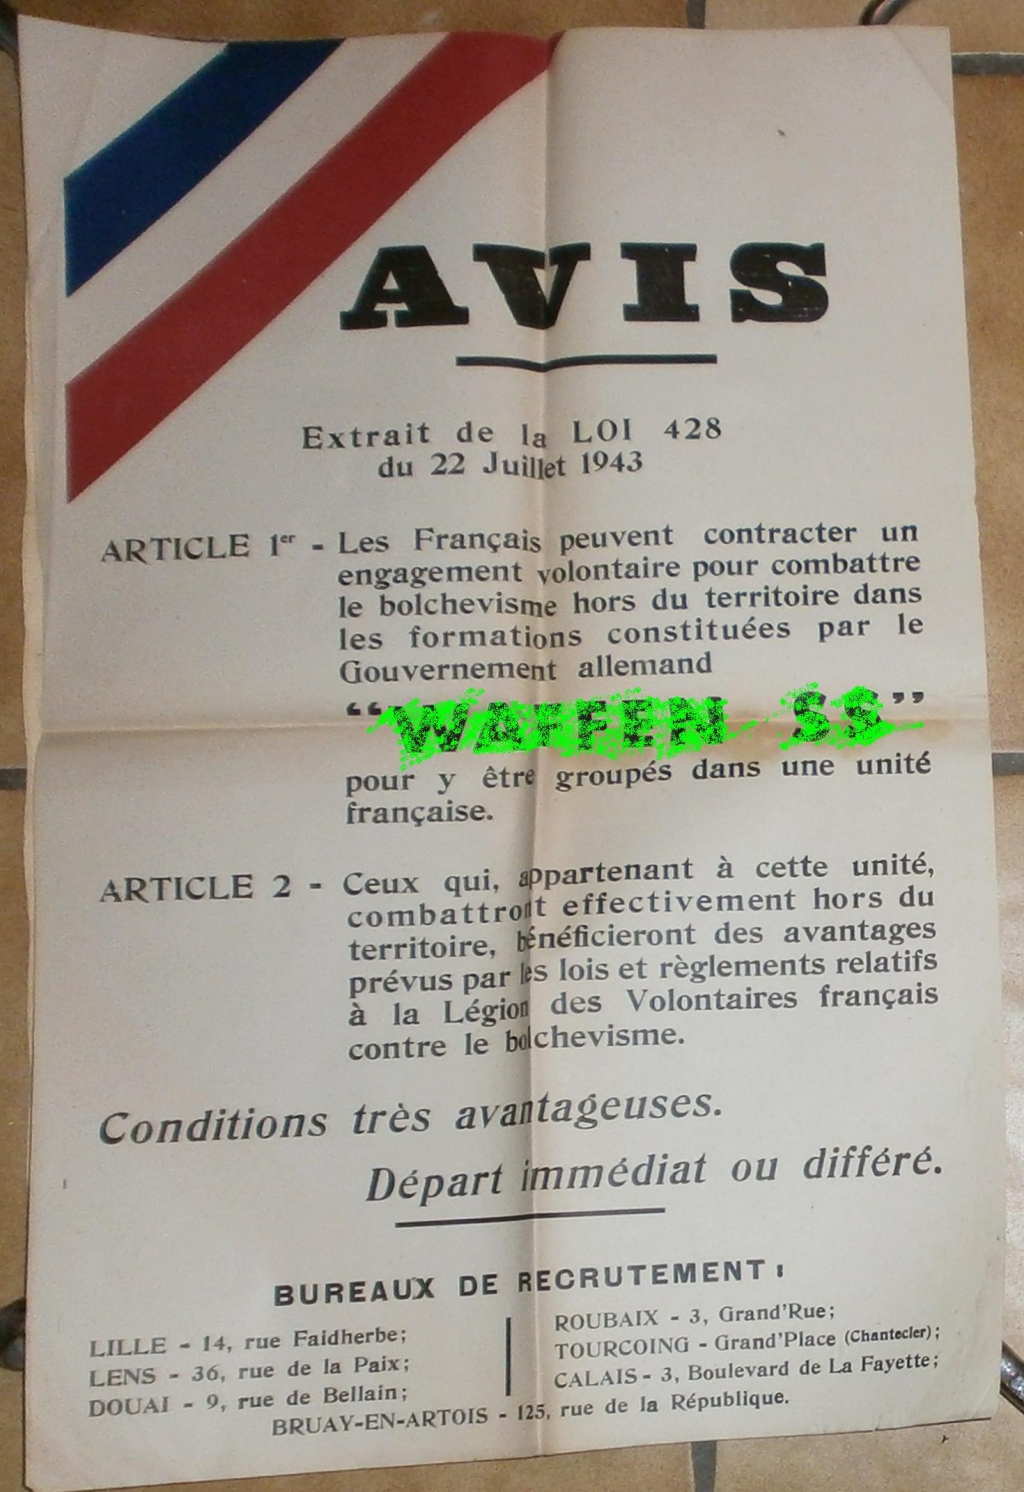 AVIS
Extrait de la LOI 428
du 22 Juillet 1943
ARTICLE 1er - Les Français peuvent contracter un
engagement volontaire pour combattre
le bolchevisme hors du territoire dans
les formations constituées par le
Gouvernement allemand
“WAFFEN SS”
pour y être groupés dans une unité
française.
ARTICLE 2 - Ceux qui, appartenant à cette unité,
combattront effectivement hors du
territoire, bénéficieront des avantages
prévus par les lois et règlements relatifs
à la Légion des Volontaires français
contre le bolchevisme.
Conditions très avantageuses.
Départ immédiat ou différé.
BUREAUX DE RECRUTEMENT :
LILLE - 14, rue Faidherbe;
LENS - 36, rue de la Paix;
DOUAI - 9, rue de Bellain;
ROUBAIX - 3, Grand'Rue;
TOURCOING - Grand'Place (Chantecler);
CALAIS - 3, Boulevard de La Fayette;
BRUAY-EN-ARTOIS - 125, rue de la République.